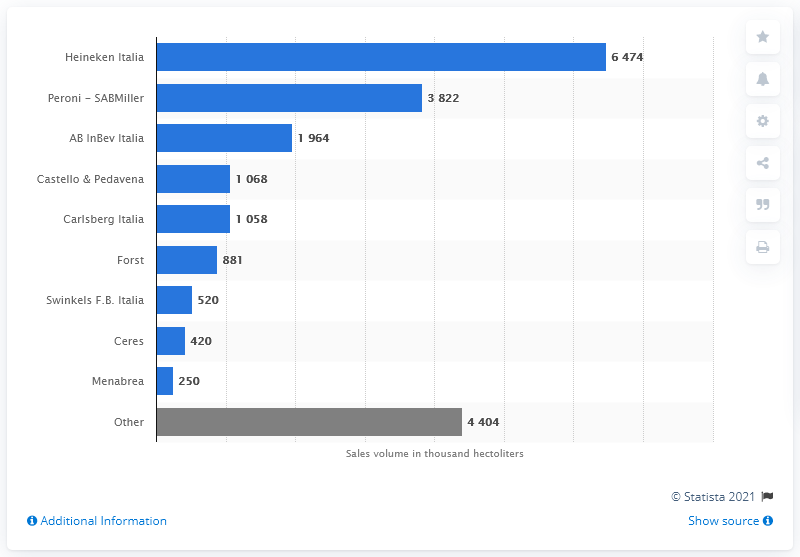 Heineken Italia 6 474
Peroni - SABMiller 3 822
AB InBev Italia 1 964
Castello & Pedavena 1 068
Carlsberg Italia 1 058
Forst 881
Swinkels F.B. Italia 520
Ceres 420
Menabrea 250
Other 4 404
Sales volume in thousand hectoliters
© Statista 2021
Additional Information
Show source